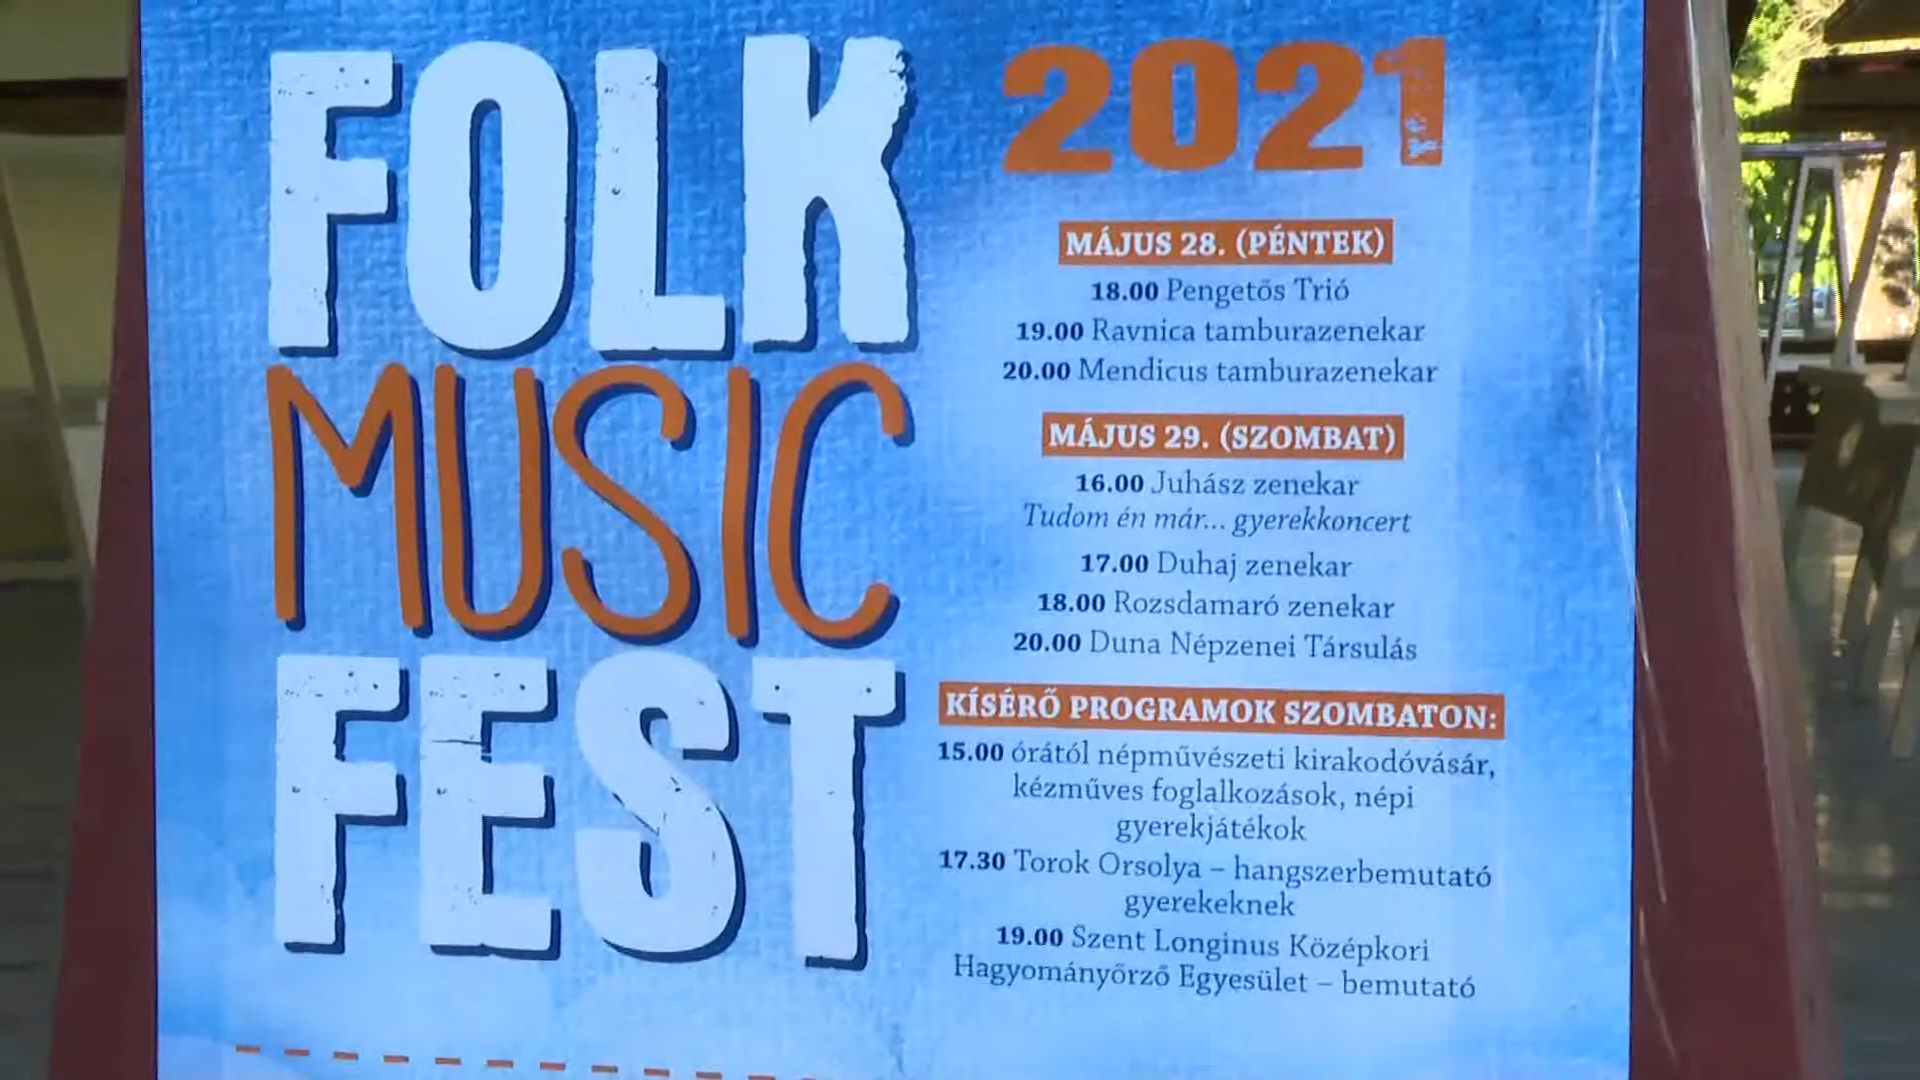 FOLK
MUSIC
FEST
2021
MÁJUS 28. (PÉNTEK)
18.00 Pengetős Trió
19.00 Ravnica tamburazenekar
20.00 Mendicus tamburazenekar
MÁJUS 29. (SZOMBAT)
16.00 Juhász zenekar
Tudom én már... gyerekkoncert
17.00 Duhaj zenekar
18.00 Rozsdamaró zenekar
20.00 Duna Népzenei Társulás
KÍSÉRŐ PROGRAMOK SZOMBATON:
15.00 órától népművészeti kirakodóvásár,
kézműves foglalkozások, népi
gyerekjátékok
17.30 Torok Orsolya – hangszerbemutató
gyerekeknek
19.00 Szent Longinus Középkori
Hagyományőrző Egyesület – bemutató